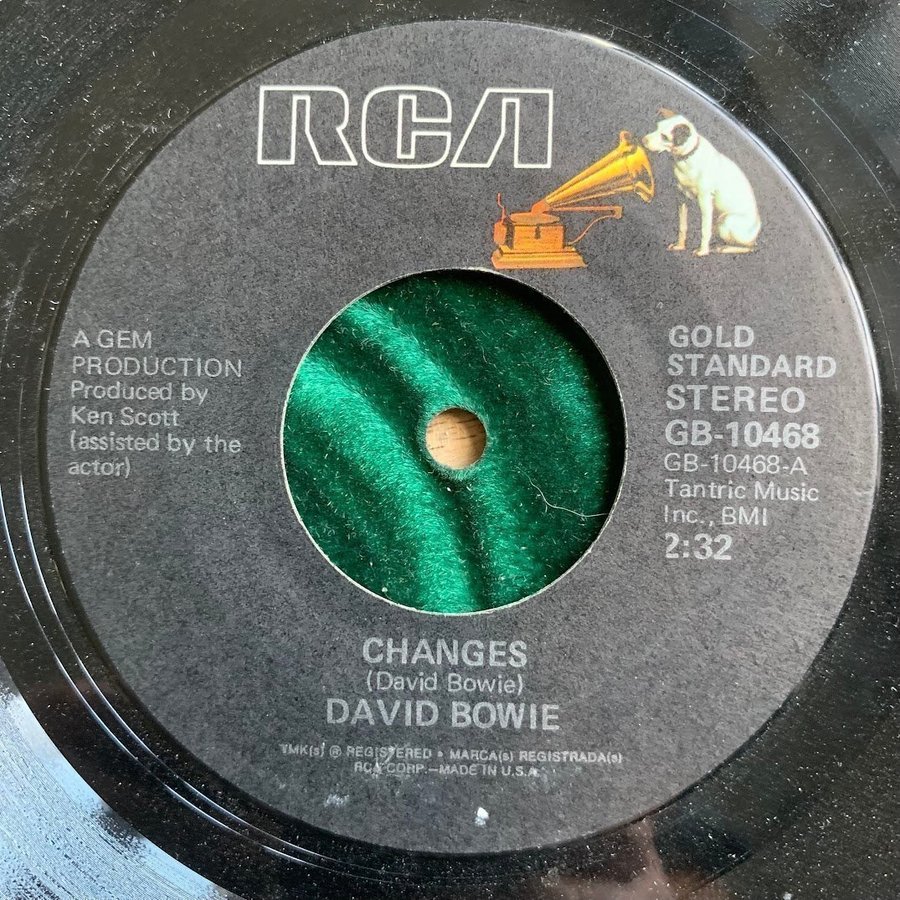 RCA
A GEM
PRODUCTION
Produced by
Ken Scott
(assisted by the
actor)
GOLD
STANDARD
STEREO
GB-10468
GB-10468-A
Tantric Music
Inc., BMI
2:32
CHANGES
(David Bowie)
DAVID BOWIE
TMK(s) ® REGISTERED • MARCA(s) REGISTRADA(s)
RCA CORP.—MADE IN U.S.A.